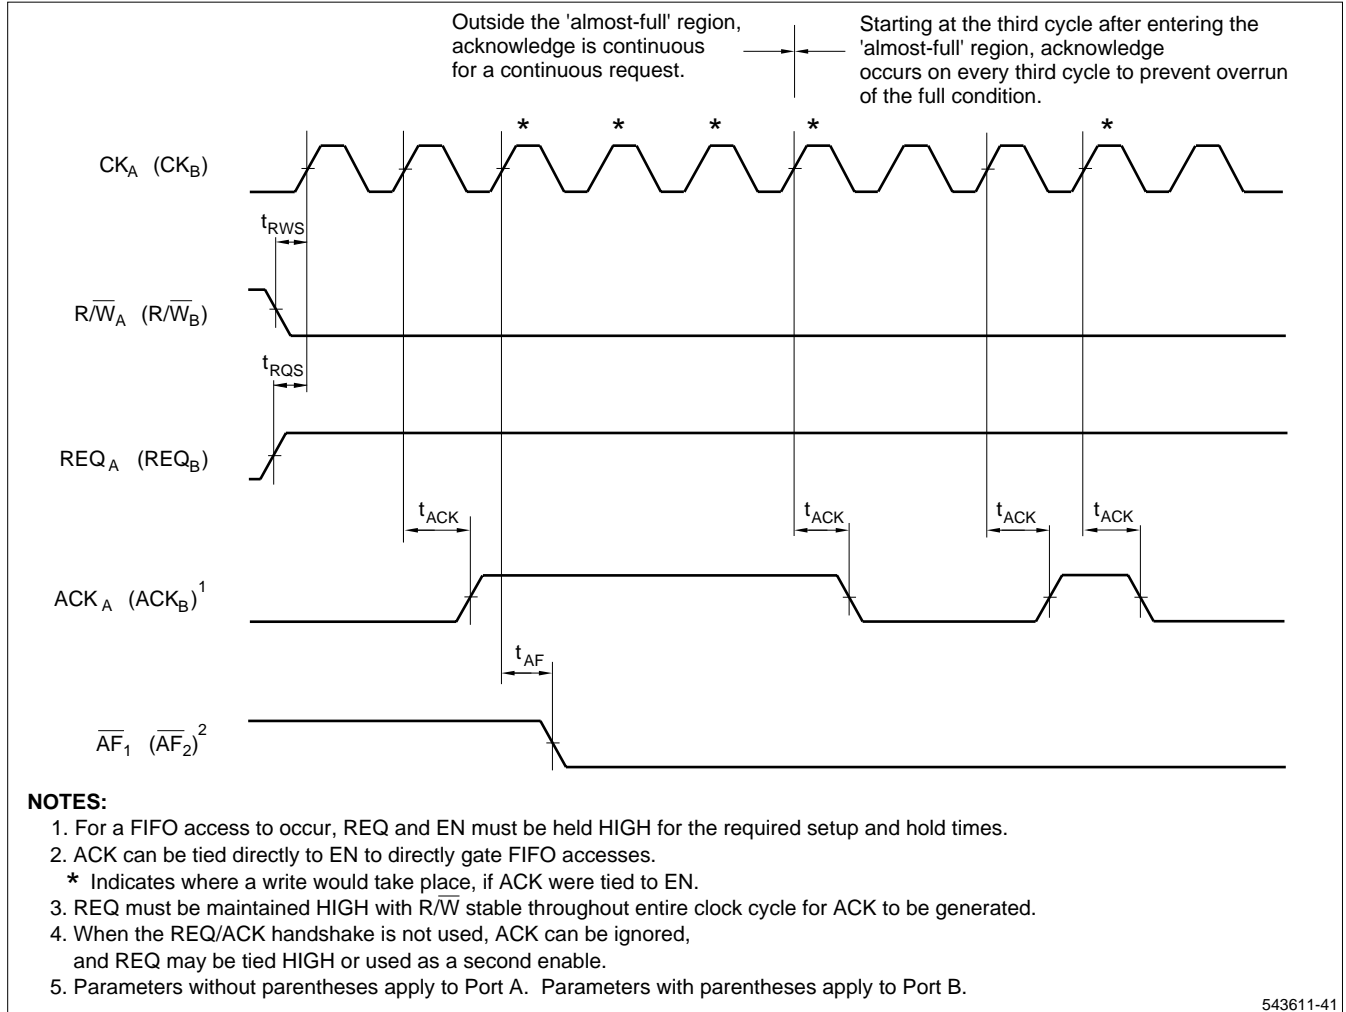 Outside the 'almost-full' region,
acknowledge is continuous
for a continuous request.
Starting at the third cycle after entering the
'almost-full' region, acknowledge
occurs on every third cycle to prevent overrun
of the full condition.
* * * * *
CKA (CKB)
tRWS
R/W̅A (R/W̅B)
tRQS
REQA (REQB)
tACK tACK tACK tACK
ACKA (ACKB)1
tAF
A̅F̅1 (A̅F̅2)2
NOTES:
1. For a FIFO access to occur, REQ and EN must be held HIGH for the required setup and hold times.
2. ACK can be tied directly to EN to directly gate FIFO accesses.
* Indicates where a write would take place, if ACK were tied to EN.
3. REQ must be maintained HIGH with R/W̅ stable throughout entire clock cycle for ACK to be generated.
4. When the REQ/ACK handshake is not used, ACK can be ignored,
and REQ may be tied HIGH or used as a second enable.
5. Parameters without parentheses apply to Port A. Parameters with parentheses apply to Port B.
543611-41